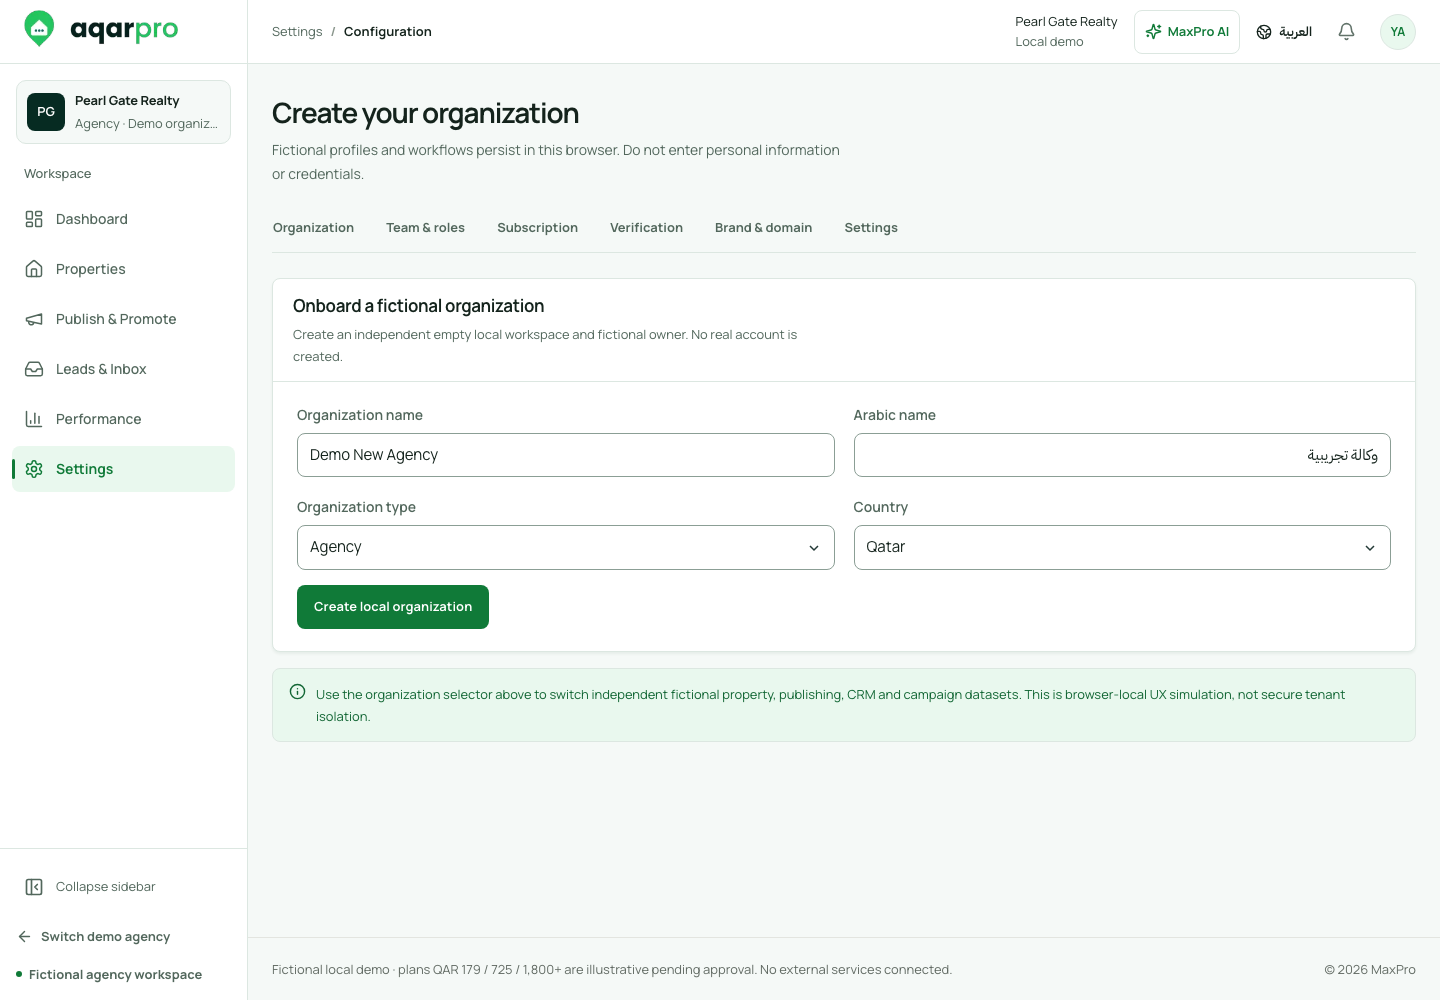 aqarpro
Settings / Configuration
Pearl Gate Realty
Local demo
MaxPro AI
العربية
YA
PG
Pearl Gate Realty
Agency · Demo organiz...
Workspace
Dashboard
Properties
Publish & Promote
Leads & Inbox
Performance
Settings
Collapse sidebar
Switch demo agency
Fictional agency workspace
Create your organization
Fictional profiles and workflows persist in this browser. Do not enter personal information
or credentials.
Organization Team & roles Subscription Verification Brand & domain Settings
Onboard a fictional organization
Create an independent empty local workspace and fictional owner. No real account is
created.
Organization name
Demo New Agency
Arabic name
وكالة تجريبية
Organization type
Agency
Country
Qatar
Create local organization
Use the organization selector above to switch independent fictional property, publishing, CRM and campaign datasets. This is browser-local UX simulation, not secure tenant
isolation.
Fictional local demo · plans QAR 179 / 725 / 1,800+ are illustrative pending approval. No external services connected.
© 2026 MaxPro